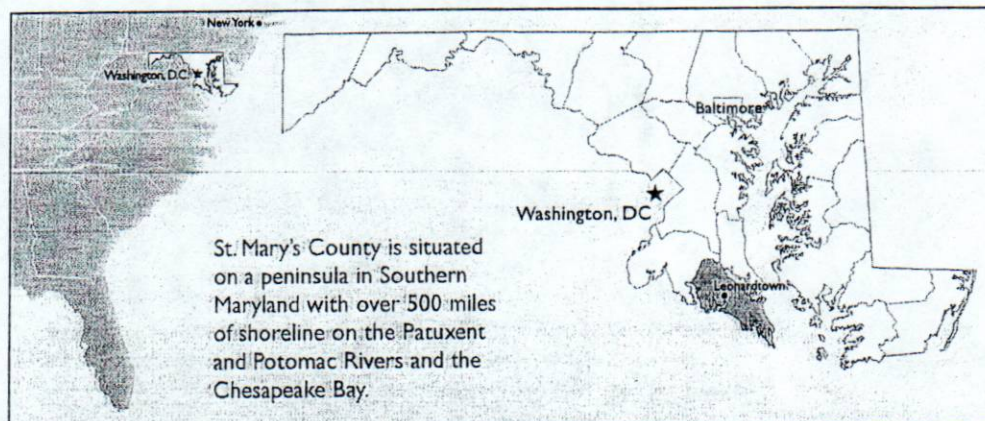 New York
Washington, D.C.
Baltimore
Washington, DC
Leonardtown
St. Mary's County is situated
on a peninsula in Southern
Maryland with over 500 miles
of shoreline on the Patuxent
and Potomac Rivers and the
Chesapeake Bay.